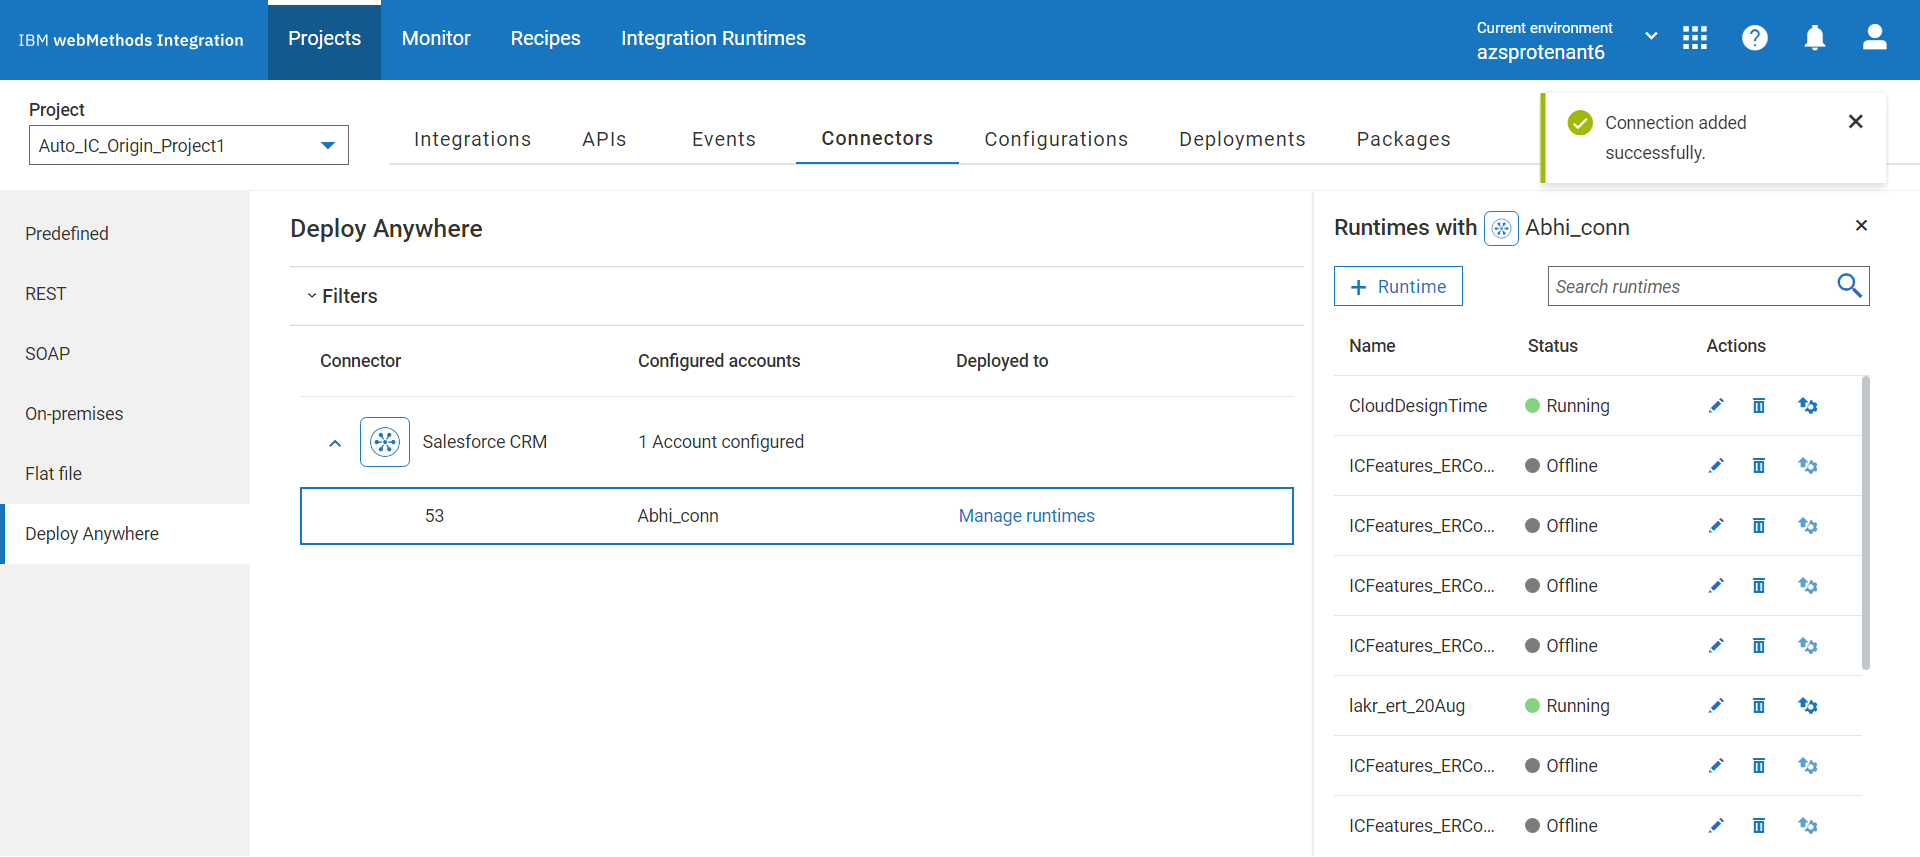 IBM webMethods Integration
Projects
Monitor
Recipes
Integration Runtimes
Current environment
azsprotenant6
Project
Auto_IC_Origin_Project1
Integrations
APIs
Events
Connectors
Configurations
Deployments
Packages
Connection added
successfully.
Predefined
REST
SOAP
On-premises
Flat file
Deploy Anywhere
Deploy Anywhere
Filters
Connector Configured accounts Deployed to
Salesforce CRM 1 Account configured
53 Abhi_conn Manage runtimes
Runtimes with Abhi_conn
+ Runtime
Search runtimes
Name Status Actions
CloudDesignTime Running
ICFeatures_ERCo... Offline
ICFeatures_ERCo... Offline
ICFeatures_ERCo... Offline
ICFeatures_ERCo... Offline
lakr_ert_20Aug Running
ICFeatures_ERCo... Offline
ICFeatures_ERCo... Offline